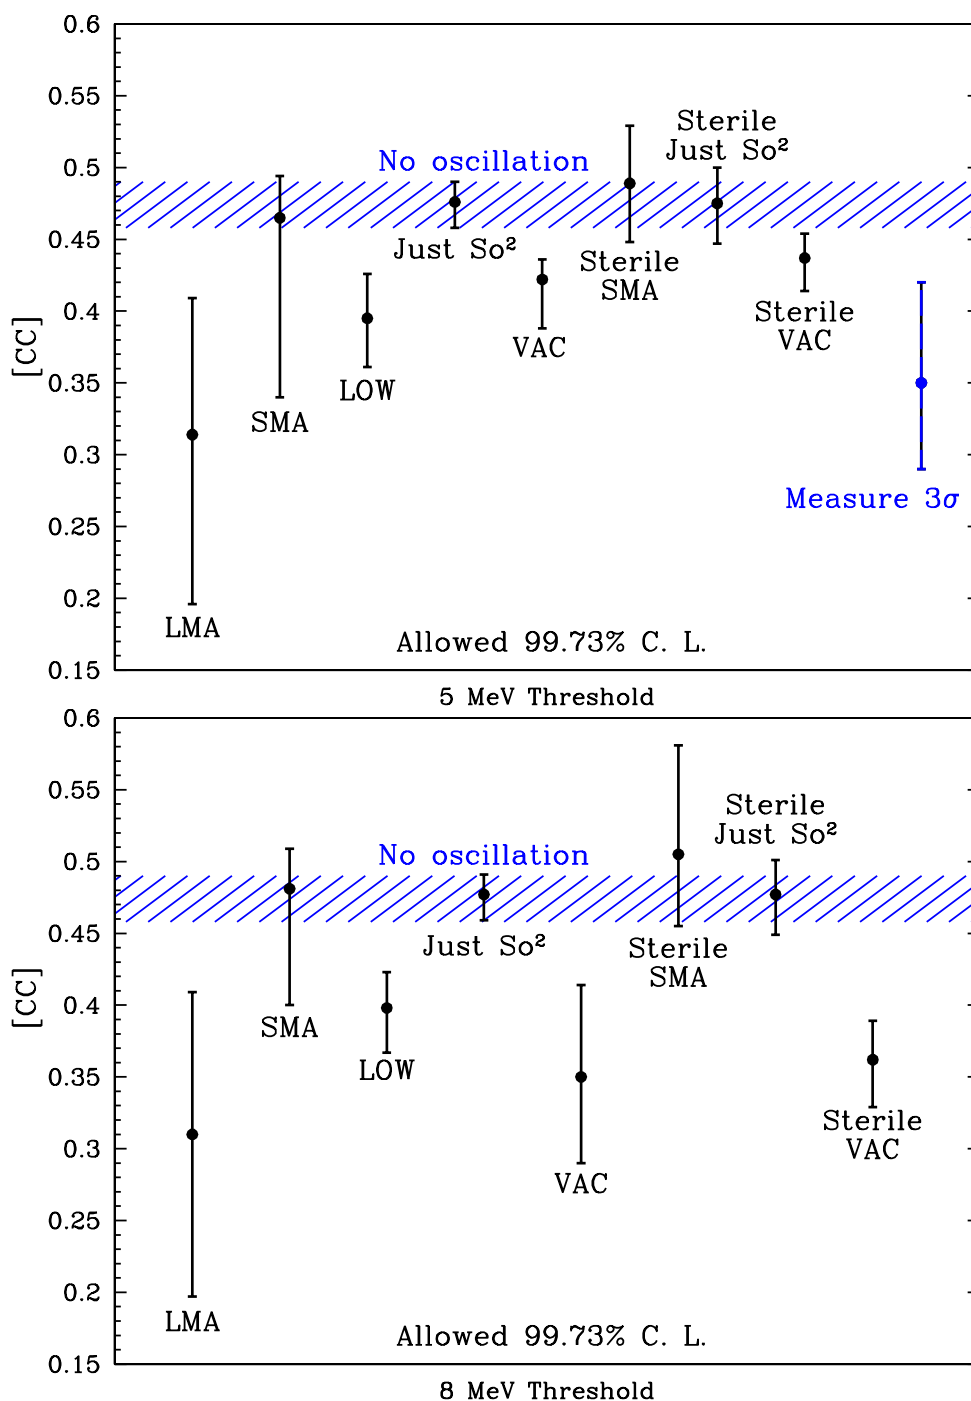 0.6
0.55
0.5
0.45
0.4
0.35
0.3
0.25
0.2
0.15
[CC]
Sterile
Just So²
No oscillation
Just So²
Sterile
SMA
Sterile
VAC
VAC
LOW
SMA
Measure 3σ
LMA
Allowed 99.73% C. L.
5 MeV Threshold
0.6
0.55
0.5
0.45
0.4
0.35
0.3
0.25
0.2
0.15
[CC]
Sterile
Just So²
No oscillation
Just So²
Sterile
SMA
SMA
LOW
Sterile
VAC
VAC
LMA
Allowed 99.73% C. L.
8 MeV Threshold